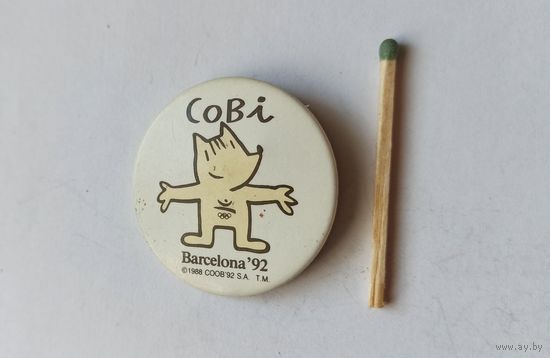 CoBi
Barcelona '92
©1988 COOB'92 S.A. T.M.
www.ay.by